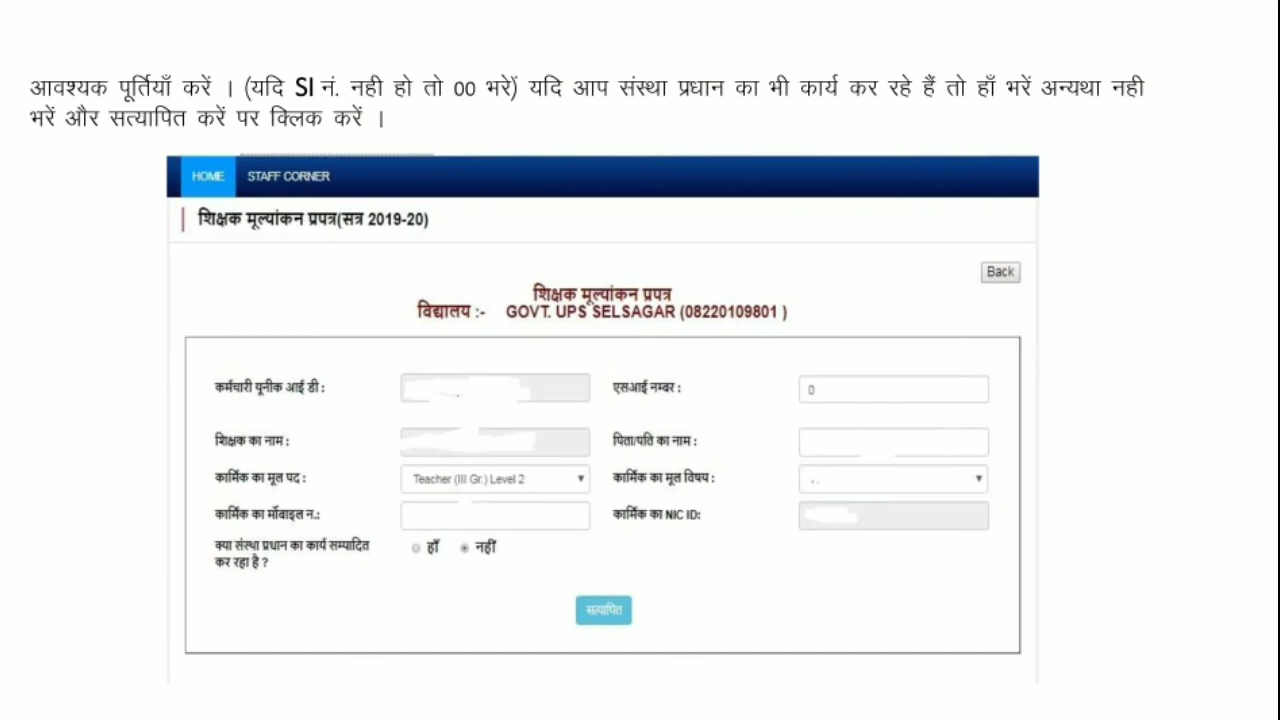 आवश्यक पूर्तियाँ करें । (यदि SI नं. नही हो तो 00 भरें) यदि आप संस्था प्रधान का भी कार्य कर रहे हैं तो हाँ भरें अन्यथा नही
भरें और सत्यापित करें पर क्लिक करें ।
HOME STAFF CORNER
शिक्षक मूल्यांकन प्रपत्र(सत्र 2019-20)
Back
शिक्षक मूल्यांकन प्रपत्र
विद्यालय :- GOVT. UPS SELSAGAR (08220109801 )
कर्मचारी यूनीक आई डी : एसआई नम्बर : 0
शिक्षक का नाम : पिता/पति का नाम :
कार्मिक का मूल पद : Teacher (III Gr.) Level 2 कार्मिक का मूल विषय :
कार्मिक का मोंबाइल न.: कार्मिक का NIC ID:
क्या संस्था प्रधान का कार्य सम्पादित हाँ नहीं
कर रहा है ?
सत्यापित